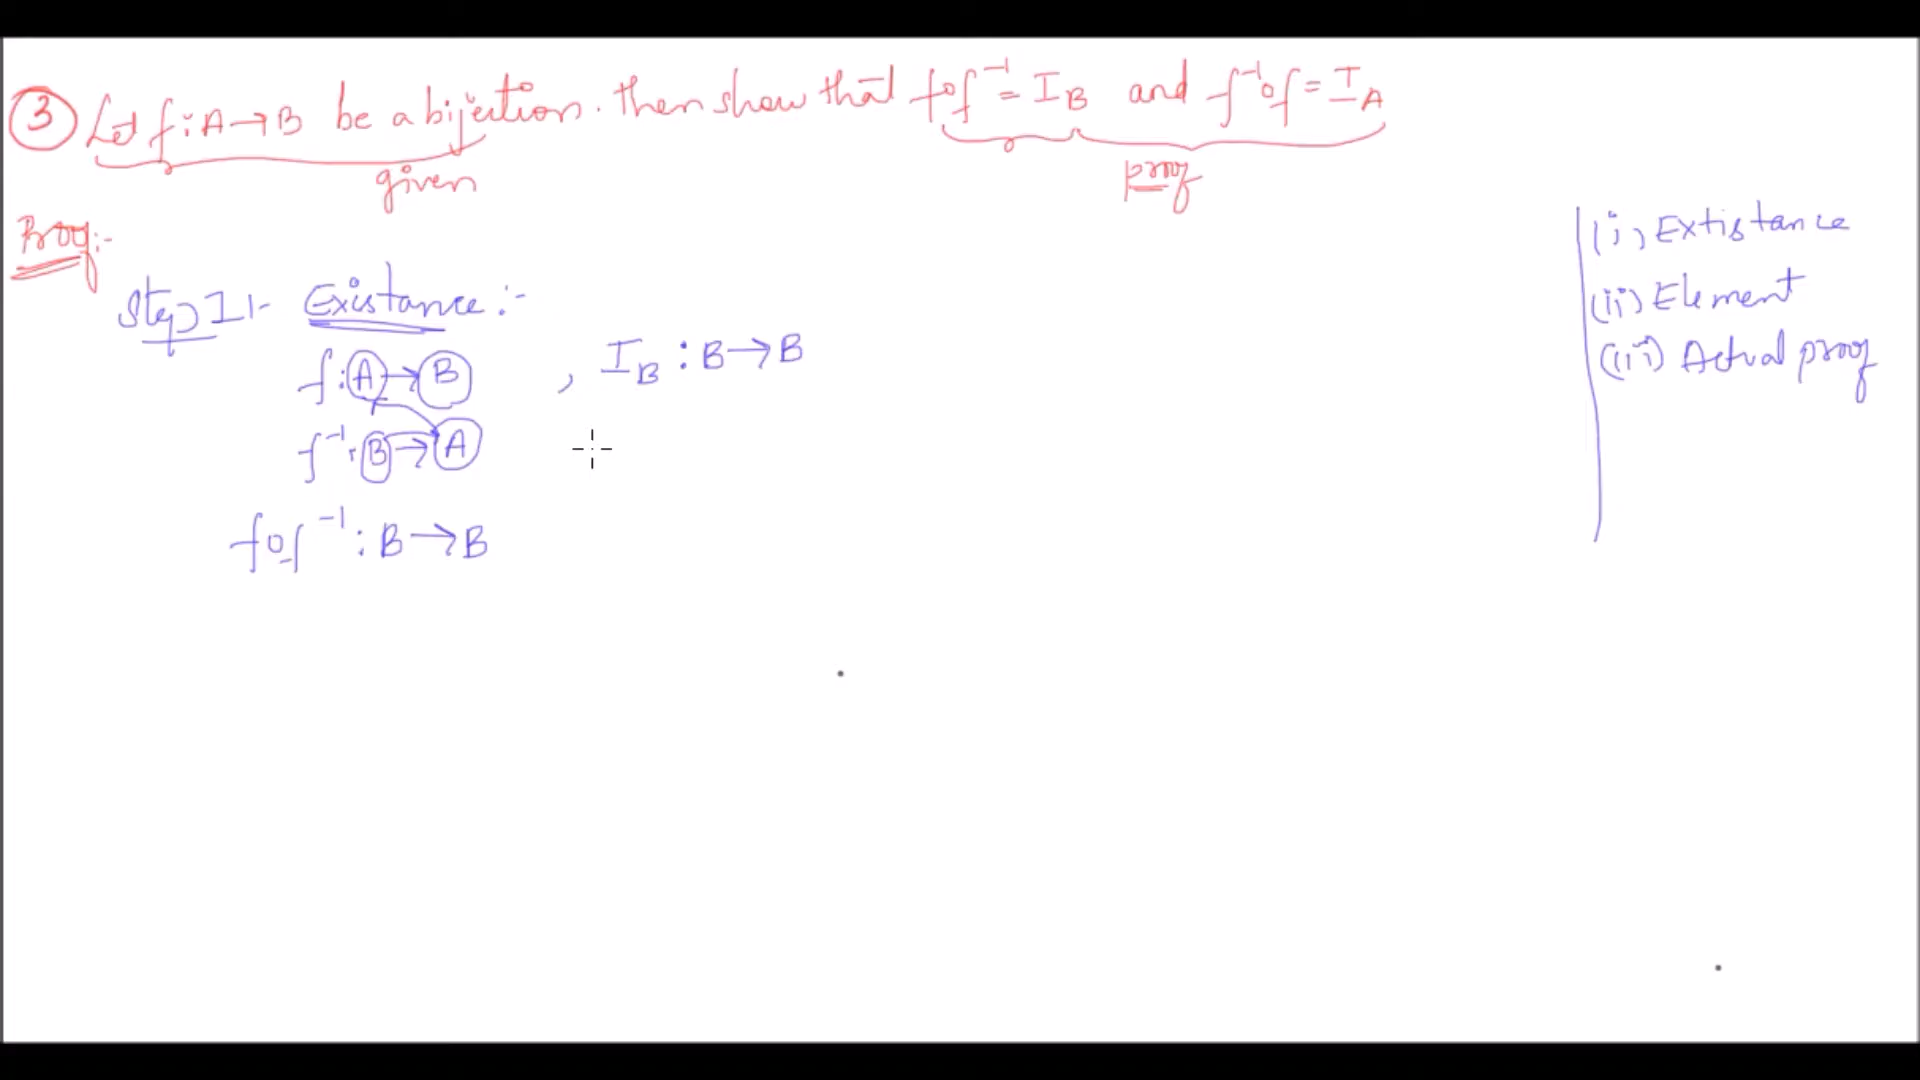 ③ Let f:A→B be a bijection. Then show that fof⁻¹ = I_B and f⁻¹of = I_A
given
proof
Proof:-
Step I:- Existance:-
f:A→B , I_B : B→B
f⁻¹:B→A
fof⁻¹ : B→B
(i) Extistance
(ii) Element
(iii) Actual proof